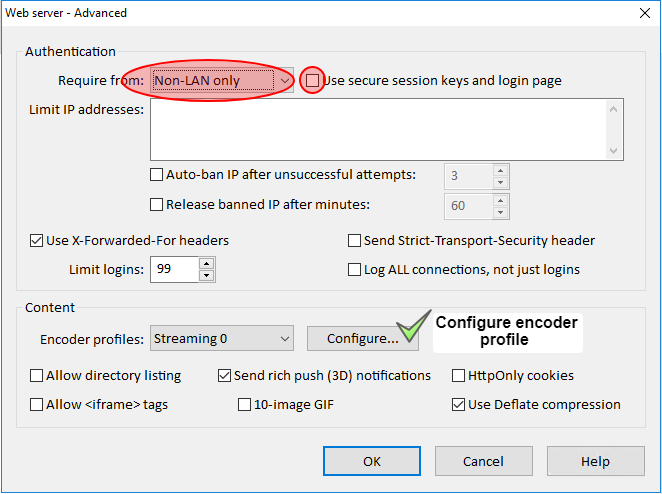 Web server - Advanced
Authentication
Require from: Non-LAN only Use secure session keys and login page
Limit IP addresses:
Auto-ban IP after unsuccessful attempts: 3
Release banned IP after minutes: 60
Use X-Forwarded-For headers Send Strict-Transport-Security header
Limit logins: 99 Log ALL connections, not just logins
Content
Encoder profiles: Streaming 0 Configure... Configure encoder
profile
Allow directory listing Send rich push (3D) notifications HttpOnly cookies
Allow <iframe> tags 10-image GIF Use Deflate compression
OK Cancel Help